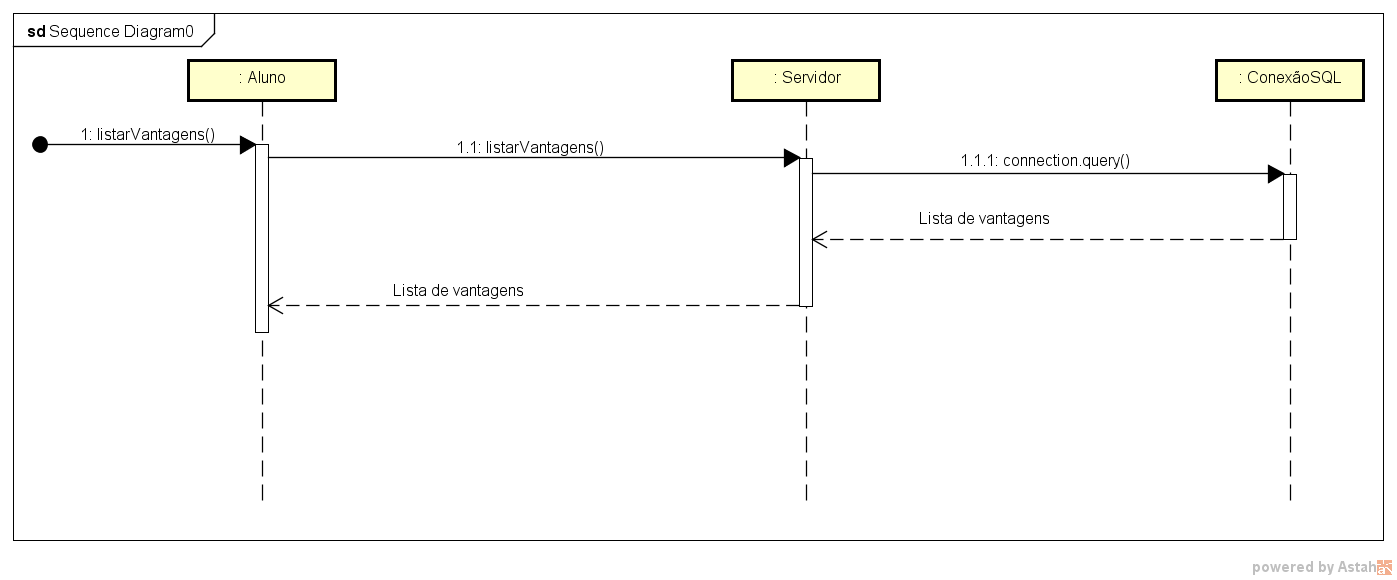 sd Sequence Diagram0
: Aluno
: Servidor
: ConexãoSQL
1: listarVantagens()
1.1: listarVantagens()
1.1.1: connection.query()
Lista de vantagens
Lista de vantagens
powered by Astah